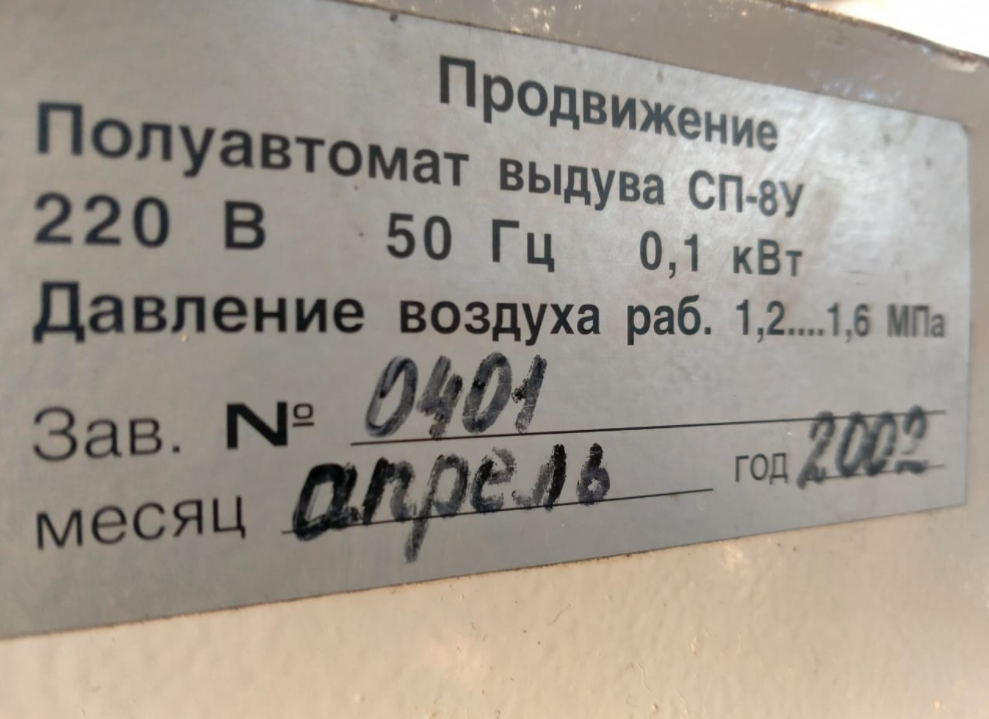 Продвижение
Полуавтомат выдува СП-8У
220 В 50 Гц 0,1 кВт
Давление воздуха раб. 1,2....1,6 МПа
Зав. № 0401
месяц апрель год 2002